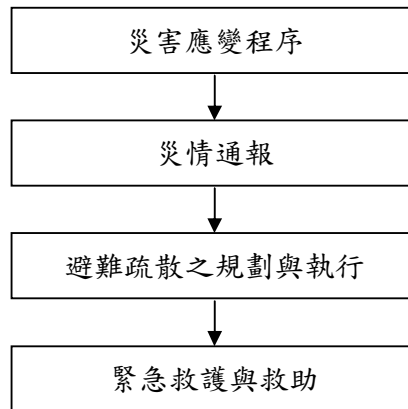 災害應變程序
災情通報
避難疏散之規劃與執行
緊急救護與救助